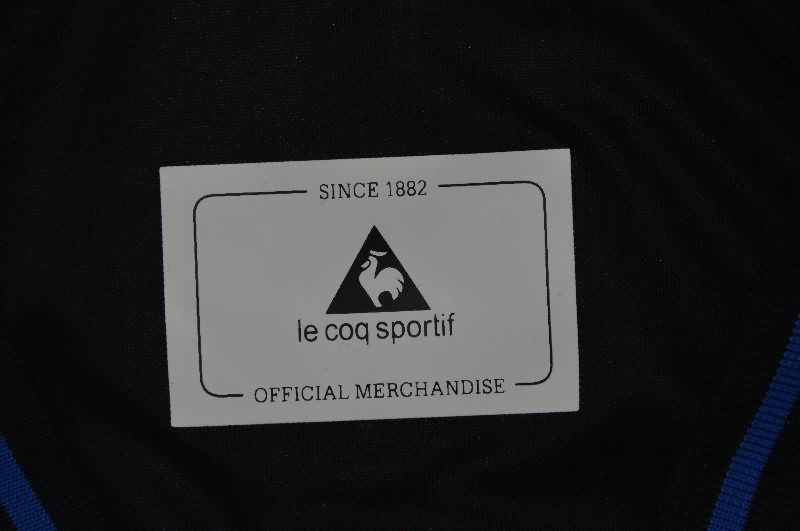 SINCE 1882
le coq sportif
OFFICIAL MERCHANDISE